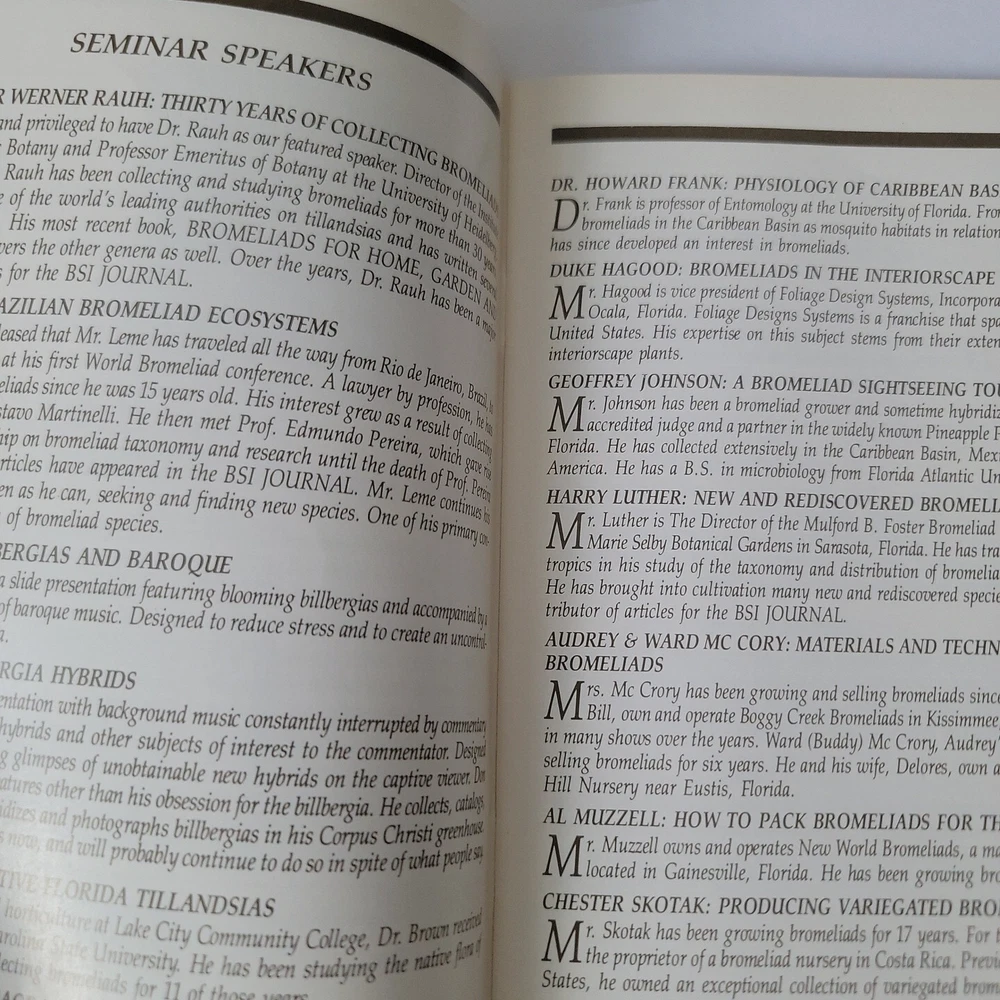 SEMINAR SPEAKERS
R WERNER RAUH: THIRTY YEARS OF COLLECTING BROMELIADS
and privileged to have Dr. Rauh as our featured speaker. Director of the Institute
Botany and Professor Emeritus of Botany at the University of Heidelberg,
Rauh has been collecting and studying bromeliads for more than 30 years
e of the world's leading authorities on tillandsias and has written several
. His most recent book, BROMELIADS FOR HOME, GARDEN AND
vers the other genera as well. Over the years, Dr. Rauh has been a major
s for the BSI JOURNAL.
AZILIAN BROMELIAD ECOSYSTEMS
leased that Mr. Leme has traveled all the way from Rio de Janeiro, Brazil, to
at his first World Bromeliad conference. A lawyer by profession, he has
eliads since he was 15 years old. His interest grew as a result of collecting
stavo Martinelli. He then met Prof. Edmundo Pereira, which gave rise
hip on bromeliad taxonomy and research until the death of Prof. Pereira
rticles have appeared in the BSI JOURNAL. Mr. Leme continues his
en as he can, seeking and finding new species. One of his primary con-
of bromeliad species.
BERGIAS AND BAROQUE
a slide presentation featuring blooming billbergias and accompanied by a
of baroque music. Designed to reduce stress and to create an uncontrol-
a.
RGIA HYBRIDS
entation with background music constantly interrupted by commentary
hybrids and other subjects of interest to the commentator. Designed
g glimpses of unobtainable new hybrids on the captive viewer. Don
atures other than his obsession for the billbergia. He collects, catalogs,
idizes and photographs billbergias in his Corpus Christi greenhouse
s now, and will probably continue to do so in spite of what people say.
TIVE FLORIDA TILLANDSIAS
horticulture at Lake City Community College, Dr. Brown received
arolina State University. He has been studying the native flora of
lecting bromeliads for 11 of those years.
DR. HOWARD FRANK: PHYSIOLOGY OF CARIBBEAN BAS
Dr. Frank is professor of Entomology at the University of Florida. Fro
bromeliads in the Caribbean Basin as mosquito habitats in relation
has since developed an interest in bromeliads.
DUKE HAGOOD: BROMELIADS IN THE INTERIORSCAPE
Mr. Hagood is vice president of Foliage Design Systems, Incorpora
Ocala, Florida. Foliage Designs Systems is a franchise that spa
United States. His expertise on this subject stems from their exten
interiorscape plants.
GEOFFREY JOHNSON: A BROMELIAD SIGHTSEEING TOU
Mr. Johnson has been a bromeliad grower and sometime hybridiz
accredited judge and a partner in the widely known Pineapple P
Florida. He has collected extensively in the Caribbean Basin, Mexi
America. He has a B.S. in microbiology from Florida Atlantic Un
HARRY LUTHER: NEW AND REDISCOVERED BROMELI
Mr. Luther is The Director of the Mulford B. Foster Bromeliad
Marie Selby Botanical Gardens in Sarasota, Florida. He has tra
tropics in his study of the taxonomy and distribution of bromelia
He has brought into cultivation many new and rediscovered specie
tributor of articles for the BSI JOURNAL.
AUDREY & WARD MC CORY: MATERIALS AND TECHN
BROMELIADS
Mrs. Mc Crory has been growing and selling bromeliads since
Bill, own and operate Boggy Creek Bromeliads in Kissimmee,
in many shows over the years. Ward (Buddy) Mc Crory, Audrey'
selling bromeliads for six years. He and his wife, Delores, own a
Hill Nursery near Eustis, Florida.
AL MUZZELL: HOW TO PACK BROMELIADS FOR TH
Mr. Muzzell owns and operates New World Bromeliads, a ma
located in Gainesville, Florida. He has been growing bro
CHESTER SKOTAK: PRODUCING VARIEGATED BRO
Mr. Skotak has been growing bromeliads for 17 years. For t
the proprietor of a bromeliad nursery in Costa Rica. Previ
States, he owned an exceptional collection of variegated brom